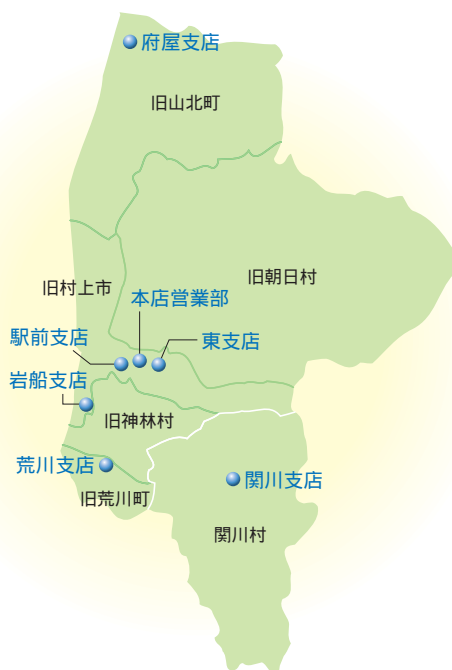 府屋支店
旧山北町
旧朝日村
旧村上市
本店営業部
駅前支店
東支店
岩船支店
旧神林村
荒川支店
関川支店
旧荒川町
関川村